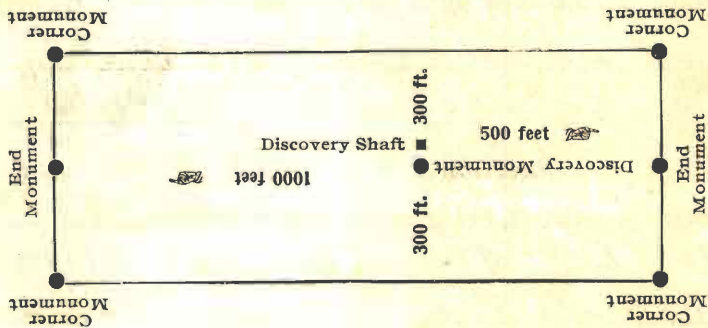 Corner
Monument
Corner
Monument
End
Monument
300 ft.
500 feet
Discovery Shaft
Discovery Monument
1000 feet
300 ft.
End
Monument
Corner
Monument
Corner
Monument